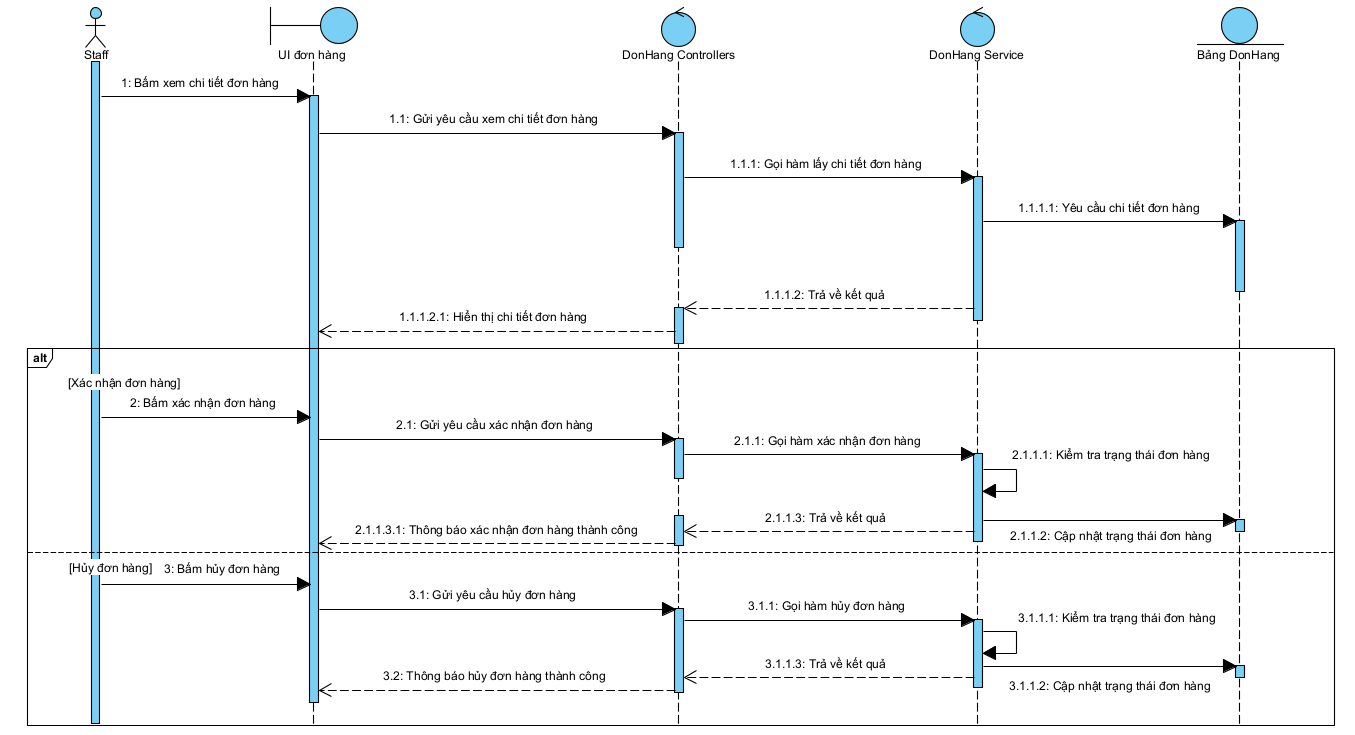 Staff
UI đơn hàng
DonHang Controllers
DonHang Service
Bảng DonHang
1: Bấm xem chi tiết đơn hàng
1.1: Gửi yêu cầu xem chi tiết đơn hàng
1.1.1: Gọi hàm lấy chi tiết đơn hàng
1.1.1.1: Yêu cầu chi tiết đơn hàng
1.1.1.2: Trả về kết quả
1.1.1.2.1: Hiển thị chi tiết đơn hàng
alt
[Xác nhận đơn hàng]
2: Bấm xác nhận đơn hàng
2.1: Gửi yêu cầu xác nhận đơn hàng
2.1.1: Gọi hàm xác nhận đơn hàng
2.1.1.1: Kiểm tra trạng thái đơn hàng
2.1.1.3: Trả về kết quả
2.1.1.3.1: Thông báo xác nhận đơn hàng thành công
2.1.1.2: Cập nhật trạng thái đơn hàng
[Hủy đơn hàng]
3: Bấm hủy đơn hàng
3.1: Gửi yêu cầu hủy đơn hàng
3.1.1: Gọi hàm hủy đơn hàng
3.1.1.1: Kiểm tra trạng thái đơn hàng
3.1.1.3: Trả về kết quả
3.2: Thông báo hủy đơn hàng thành công
3.1.1.2: Cập nhật trạng thái đơn hàng